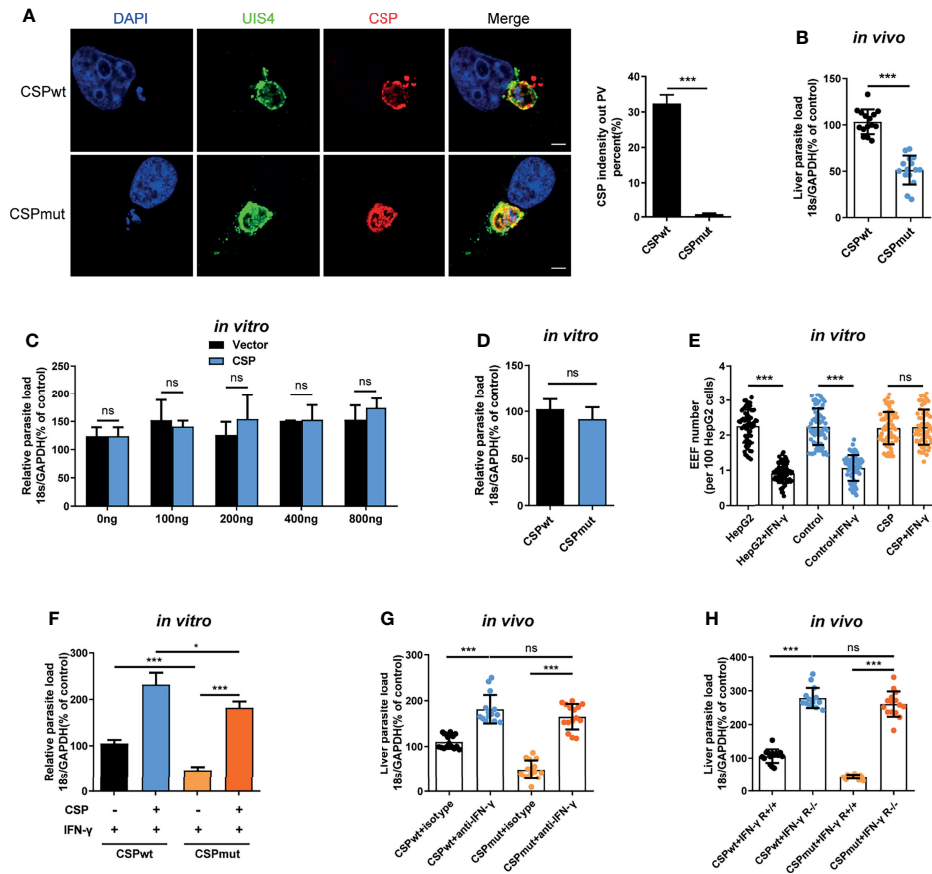 A
DAPI UIS4 CSP Merge
CSPwt
CSPmut
CSP indensity out PV
percent(%)
40
30
20
10
0
***
CSPwt
CSPmut
B
in vivo
Liver parasite load
18s/GAPDH(% of control)
150
100
50
0
***
CSPwt
CSPmut
C
in vitro
Vector
CSP
Relative parasite load
18s/GAPDH(% of control)
250
200
150
100
50
0
ns ns ns ns ns
0ng 100ng 200ng 400ng 800ng
D
in vitro
Relative parasite load
18s/GAPDH(% of control)
150
100
50
0
ns
CSPwt
CSPmut
E
in vitro
EEF number
(per 100 HepG2 cells)
4
3
2
1
0
*** *** ns
HepG2
HepG2+IFN-γ
Control
Control+IFN-γ
CSP
CSP+IFN-γ
F
in vitro
Relative parasite load
18s/GAPDH(% of control)
300
200
100
0
*
***
***
CSP - + - +
IFN-γ + + + +
CSPwt CSPmut
G
in vivo
Liver parasite load
18s/GAPDH(% of control)
300
200
100
0
*** ns
***
CSPwt+isotype
CSPwt+anti-IFN-γ
CSPmut+isotype
CSPmut+anti-IFN-γ
H
in vivo
Liver parasite load
18s/GAPDH(% of control)
400
300
200
100
0
*** ns
***
CSPwt+IFN-γ R+/+
CSPwt+IFN-γ R-/-
CSPmut+IFN-γ R+/+
CSPmut+IFN-γ R-/-